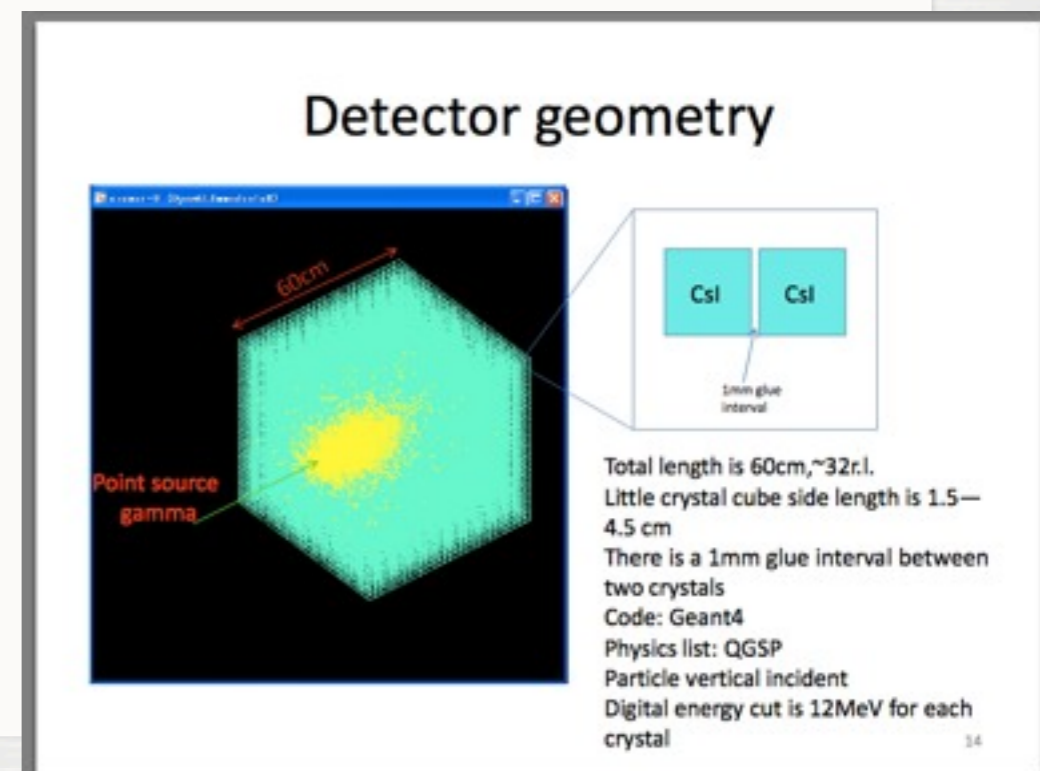 Detector geometry
60cm
CsI
CsI
1mm glue
interval
Point source
gamma
Total length is 60cm,~32r.l.
Little crystal cube side length is 1.5—
4.5 cm
There is a 1mm glue interval between
two crystals
Code: Geant4
Physics list: QGSP
Particle vertical incident
Digital energy cut is 12MeV for each
crystal
14